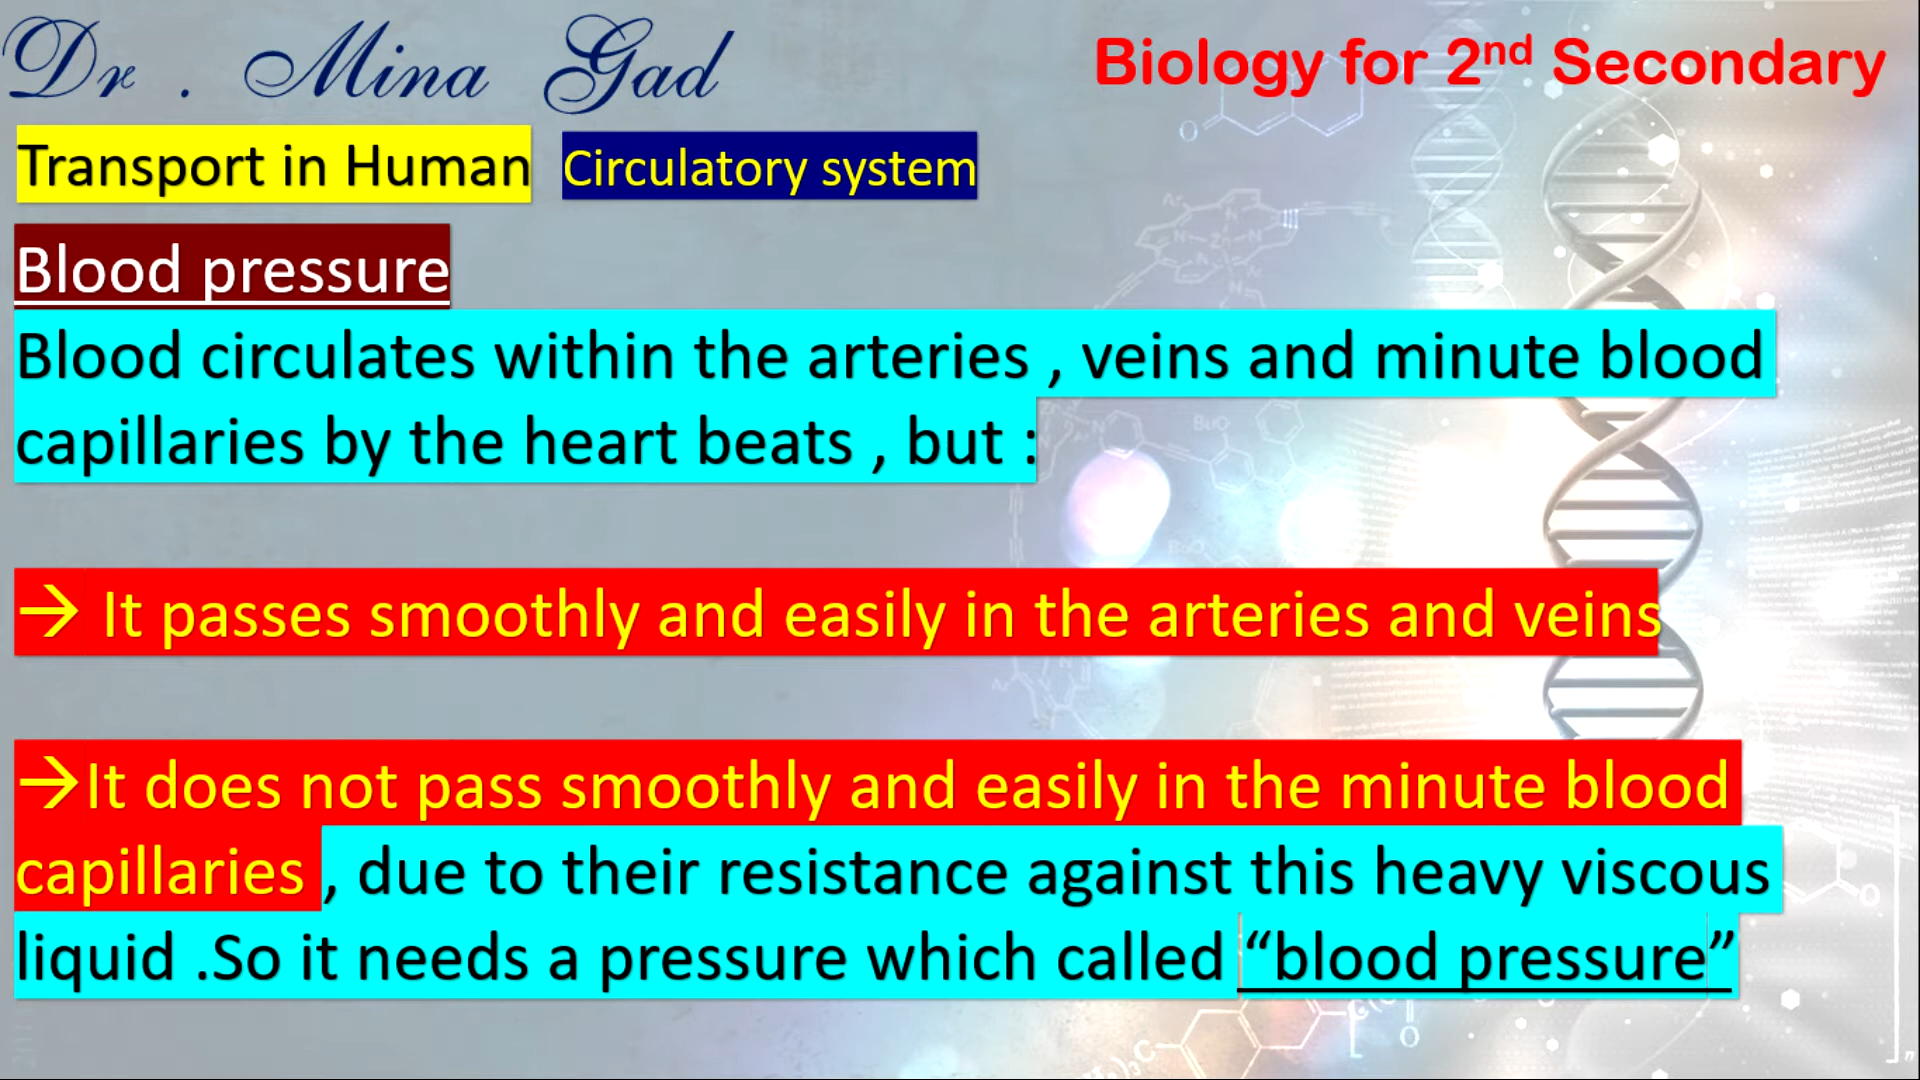 Dr . Mina Gad
Biology for 2nd Secondary
Transport in Human
Circulatory system
Blood pressure
Blood circulates within the arteries , veins and minute blood
capillaries by the heart beats , but :
→ It passes smoothly and easily in the arteries and veins
→It does not pass smoothly and easily in the minute blood
capillaries , due to their resistance against this heavy viscous
liquid .So it needs a pressure which called “blood pressure”